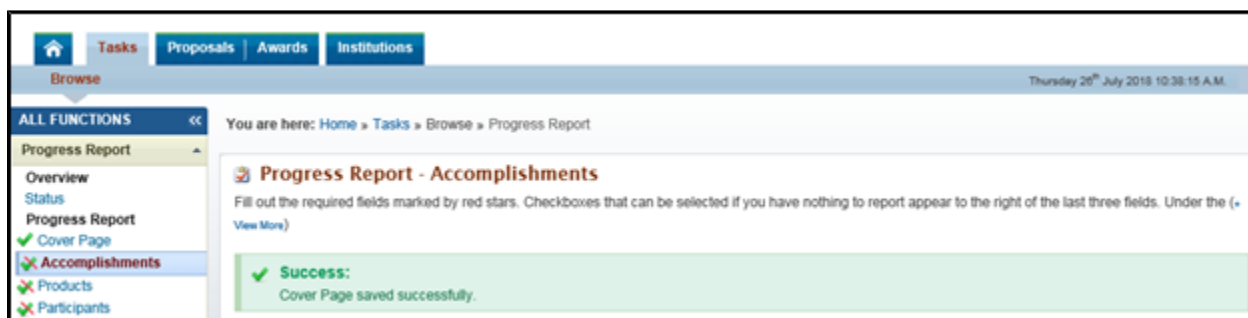 Tasks Proposals Awards Institutions
Browse
Thursday 26th July 2018 10:38:15 A.M.
ALL FUNCTIONS «
You are here: Home » Tasks » Browse » Progress Report
Progress Report
Overview
Status
Progress Report
Cover Page
Accomplishments
Products
Participants
Progress Report - Accomplishments
Fill out the required fields marked by red stars. Checkboxes that can be selected if you have nothing to report appear to the right of the last three fields. Under the (
View More)
Success:
Cover Page saved successfully.